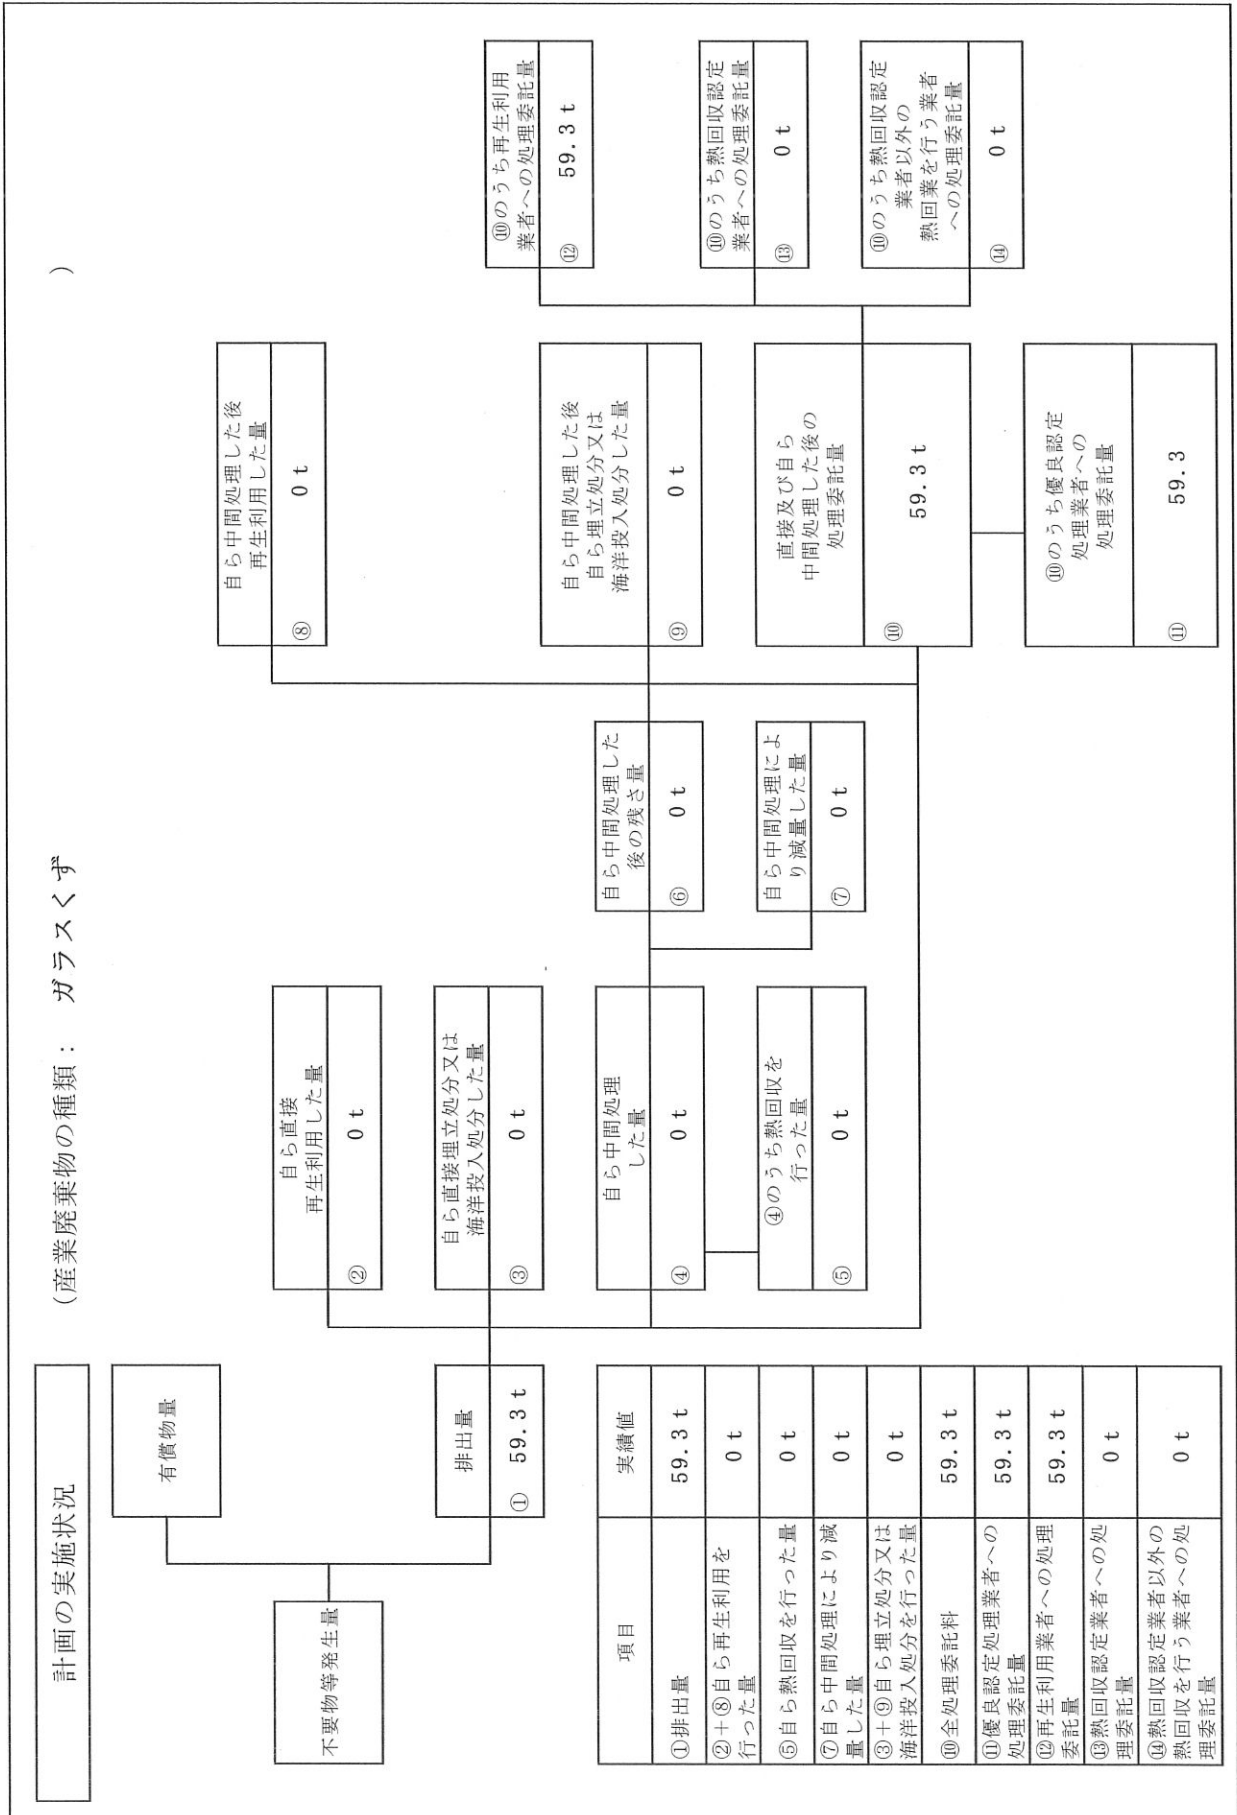 計画の実施状況
（産業廃棄物の種類： ガラスくず ）
不要物等発生量
有償物量
排出量
① 59.3 t
自ら直接
再生利用した量
② 0 t
自ら直接埋立処分又は
海洋投入処分した量
③ 0 t
自ら中間処理
した量
④ 0 t
④のうち熱回収を
行った量
⑤ 0 t
自ら中間処理した
後の残さ量
⑥ 0 t
自ら中間処理によ
り減量した量
⑦ 0 t
自ら中間処理した後
再生利用した量
⑧ 0 t
自ら中間処理した後
自ら埋立処分又は
海洋投入処分した量
⑨ 0 t
直接及び自ら
中間処理した後の
処理委託量
⑩ 59.3 t
⑩のうち優良認定
処理業者への
処理委託量
⑪ 59.3
⑩のうち再生利用
業者への処理委託量
⑫ 59.3 t
⑩のうち熱回収認定
業者への処理委託量
⑬ 0 t
⑩のうち熱回収認定
業者以外の
熱回業を行う業者
への処理委託量
⑭ 0 t
項目 実績値
①排出量 59.3 t
②＋⑧自ら再生利用を
行った量 0 t
⑤自ら熱回収を行った量 0 t
⑦自ら中間処理により減
量した量 0 t
③＋⑨自ら埋立処分又は
海洋投入処分を行った量 0 t
⑩全処理委託料 59.3 t
⑪優良認定処理業者への
処理委託量 59.3 t
⑫再生利用業者への処理
委託量 59.3 t
⑬熱回収認定業者への処
理委託量 0 t
⑭熱回収認定業者以外の
熱回収を行う業者への処
理委託量 0 t